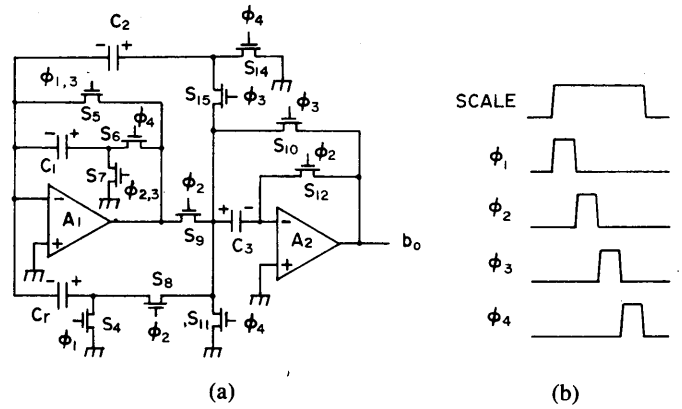 C₂
ϕ₄
S₁₄
ϕ₁,₃
S₅
S₁₅
ϕ₃
ϕ₃
S₁₀
S₆
ϕ₄
C₁
S₇
ϕ₂,₃
ϕ₂
S₁₂
ϕ₂
S₉
C₃
A₁
A₂
b₀
Cr
S₄
ϕ₁
S₈
ϕ₂
S₁₁
ϕ₄
(a)
SCALE
ϕ₁
ϕ₂
ϕ₃
ϕ₄
(b)